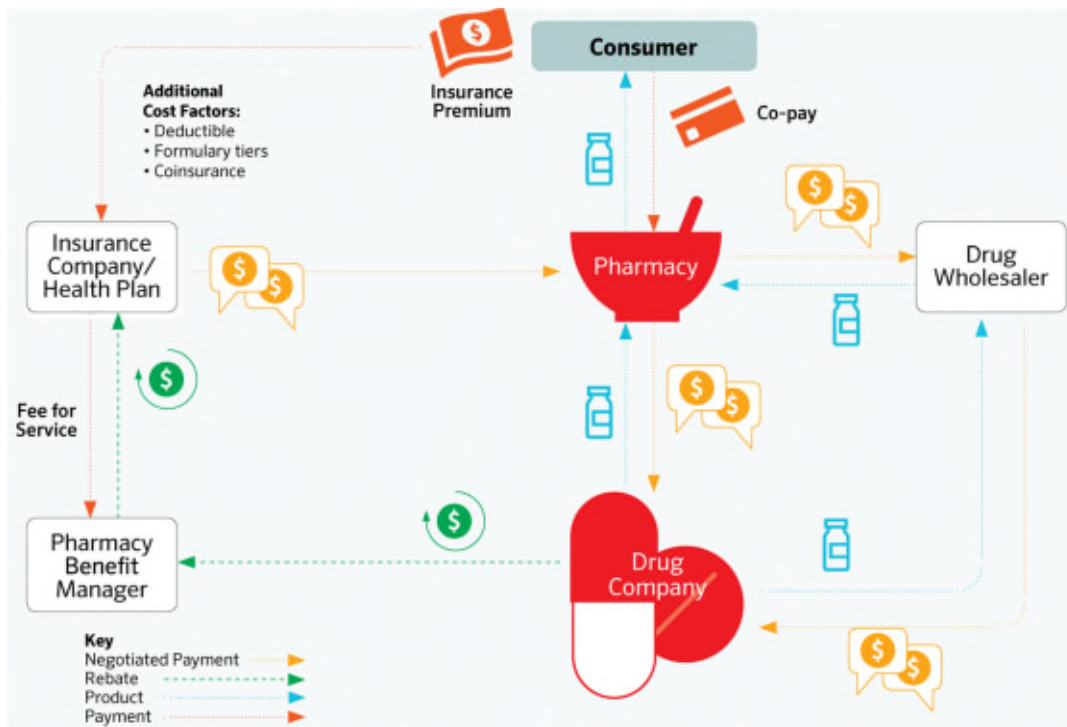 Consumer
Insurance
Premium
Co-pay
Additional
Cost Factors:
• Deductible
• Formulary tiers
• Coinsurance
Insurance
Company/
Health Plan
$
$
$
Pharmacy
$
$
Drug
Wholesaler
$
Fee for
Service
$
$
$
Pharmacy
Benefit
Manager
Drug
Company
$
$
Key
Negotiated Payment
Rebate
Product
Payment